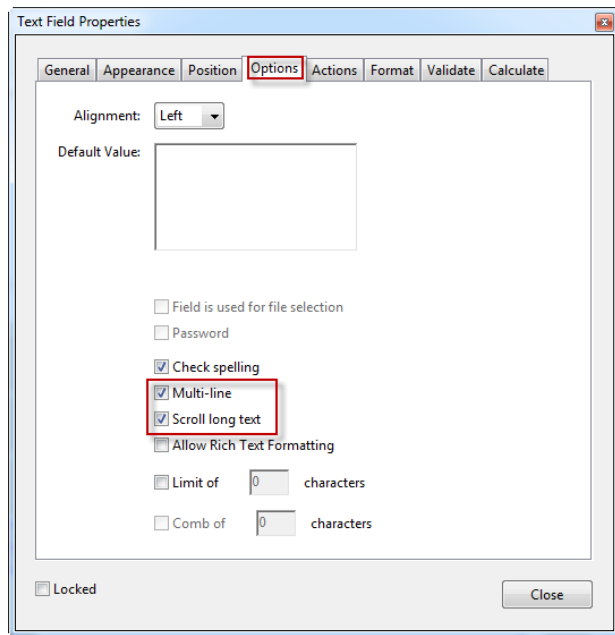 Text Field Properties
General Appearance Position Options Actions Format Validate Calculate
Alignment: Left
Default Value:
Field is used for file selection
Password
Check spelling
Multi-line
Scroll long text
Allow Rich Text Formatting
Limit of 0 characters
Comb of 0 characters
Locked
Close